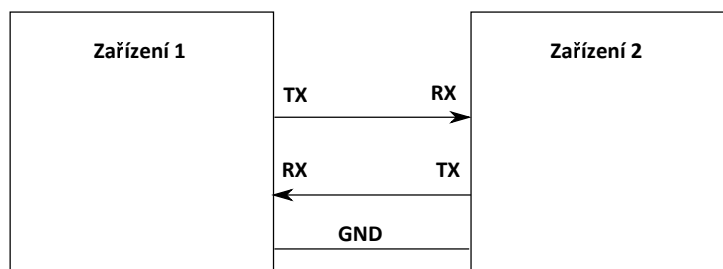 Zařízení 1
Zařízení 2
TX
RX
RX
TX
GND